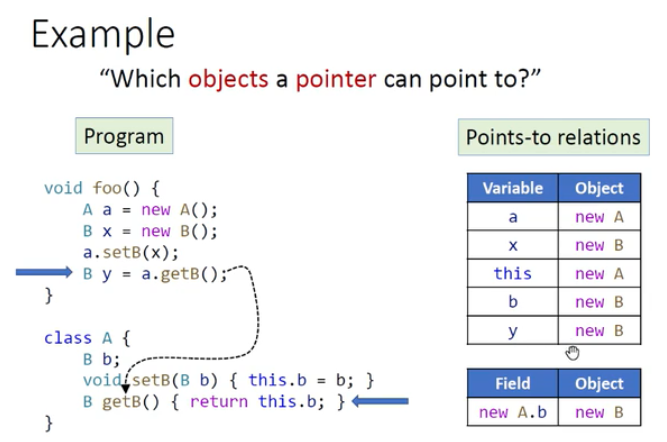 Example
“Which objects a pointer can point to?”
Program
Points-to relations
void foo() {
A a = new A();
B x = new B();
a.setB(x);
B y = a.getB();
}
class A {
B b;
void setB(B b) { this.b = b; }
B getB() { return this.b; }
}
Variable Object
a new A
x new B
this new A
b new B
y new B
Field Object
new A.b new B